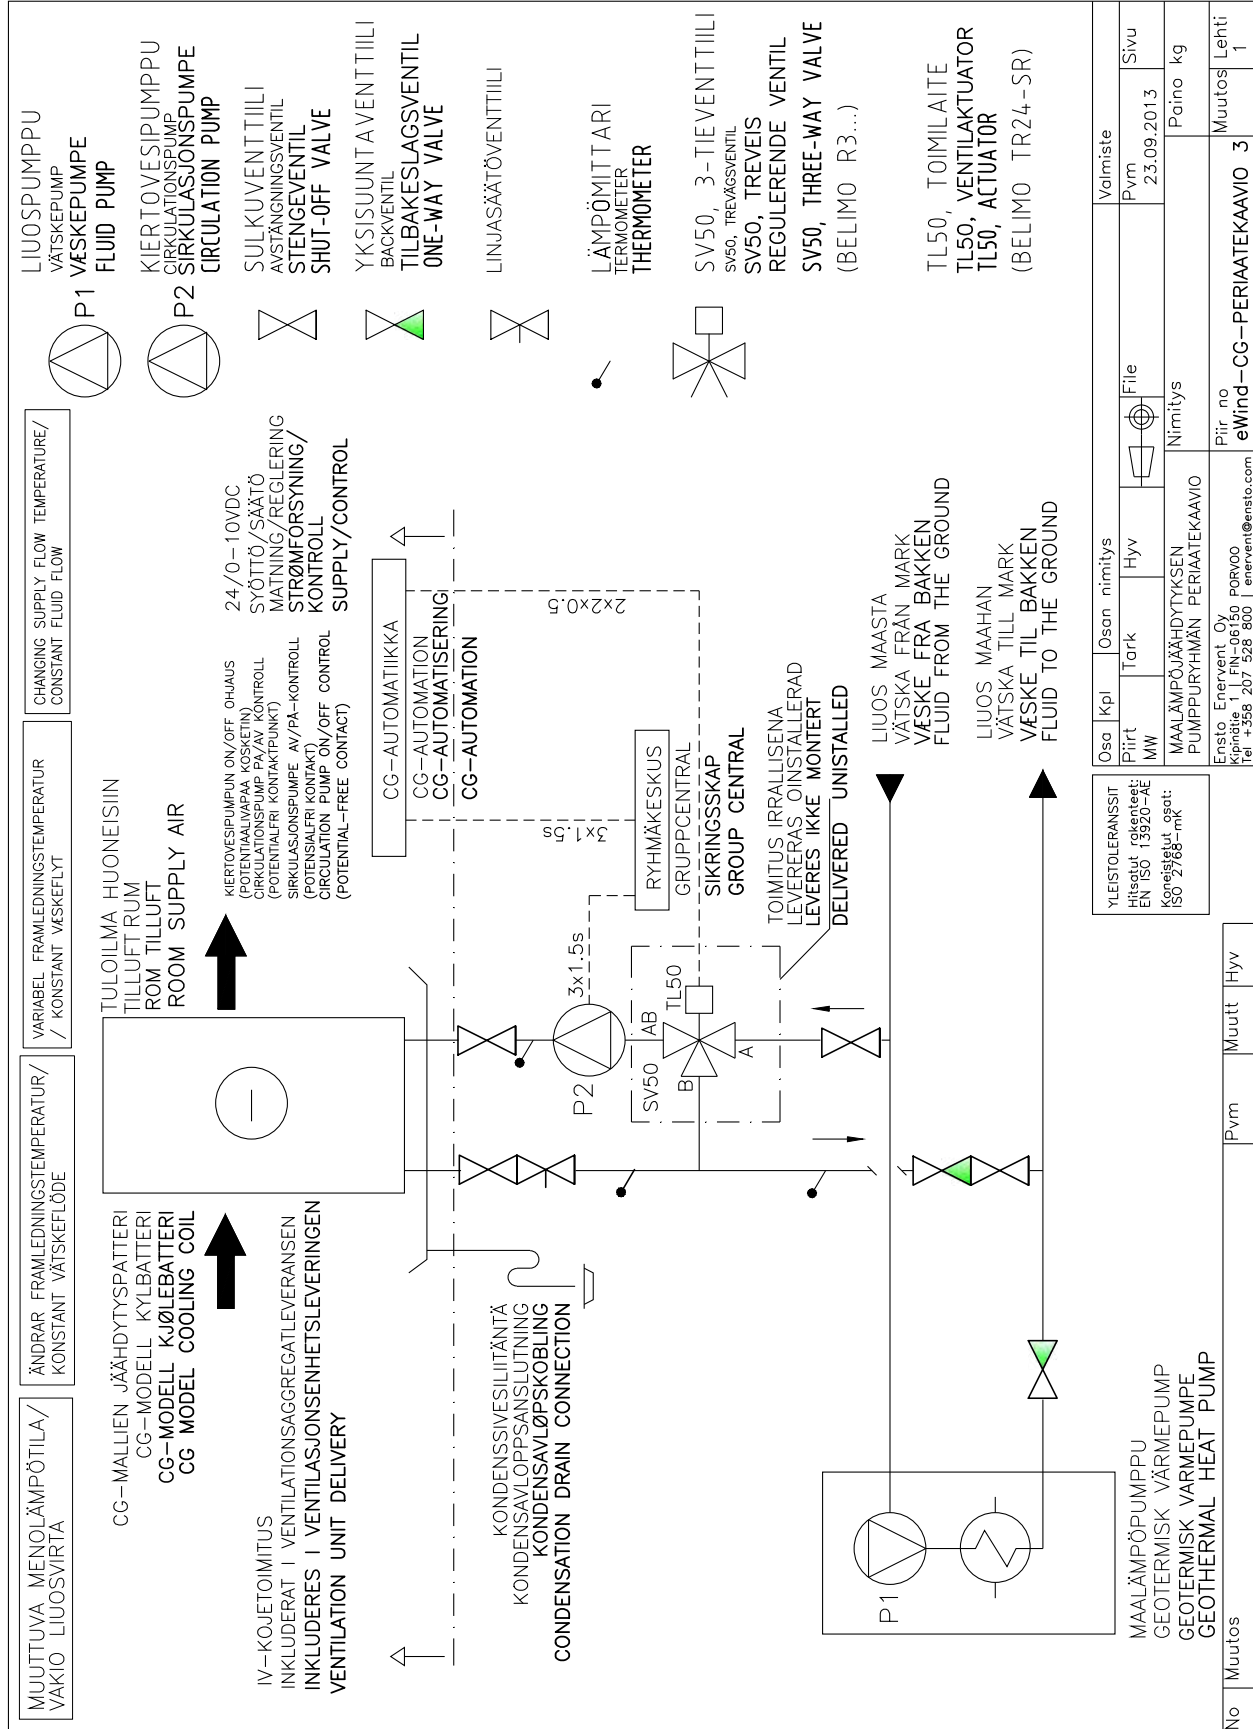 MUUTTUVA MENOLÄMPÖTILA/
VAKIO LIUOSVIRTA
ÄNDRAR FRAMLEDNINGSTEMPERATUR/
KONSTANT VÄTSKEFLÖDE
VARIABEL FRAMLEDNINGSTEMPERATUR
/ KONSTANT VÆSKEFLYT
CHANGING SUPPLY FLOW TEMPERATURE/
CONSTANT FLUID FLOW
CG-MALLIEN JÄÄHDYTYSPATTERI
CG-MODELL KYLBATTERI
CG-MODELL KJØLEBATTERI
CG MODEL COOLING COIL
TULOILMA HUONEISIIN
TILLUFT RUM
ROM TILLUFT
ROOM SUPPLY AIR
KIERTOVESIPUMPUN ON/OFF OHJAUS
(POTENTIAALIVAPAA KOSKETIN)
CIRKULATIONSPUMP PÅ/AV KONTROLL
(POTENTIALFRI KONTAKTPUNKT)
SIRKULASJONSPUMPE AV/PÅ-KONTROLL
(POTENSIALFRI KONTAKT)
CIRCULATION PUMP ON/OFF CONTROL
(POTENTIAL-FREE CONTACT)
24/0-10VDC
SYÖTTÖ/SÄÄTÖ
MATNING/REGLERING
STRØMFORSYNING/
KONTROLL
SUPPLY/CONTROL
IV-KOJETOIMITUS
INKLUDERAT I VENTILATIONSAGGREGATLEVERANSEN
INKLUDERES I VENTILASJONSENHETSLEVERINGEN
VENTILATION UNIT DELIVERY
CG-AUTOMATIIKKA
CG-AUTOMATION
CG-AUTOMATISERING
CG-AUTOMATION
KONDENSSIVESILIITÄNTÄ
KONDENSAVLOPPSANSLUTNING
KONDENSAVLØPSKOBLING
CONDENSATION DRAIN CONNECTION
P2
3x1.5s
3x1.5s
2x2x0.5
RYHMÄKESKUS
GRUPPCENTRAL
SIKRINGSSKAP
GROUP CENTRAL
SV50
AB
TL50
B
A
TOIMITUS IRRALLISENA
LEVERERAS OINSTALLERAD
LEVERES IKKE MONTERT
DELIVERED UNISTALLED
LIUOS MAASTA
VÄTSKA FRÅN MARK
VÆSKE FRA BAKKEN
FLUID FROM THE GROUND
LIUOS MAAHAN
VÄTSKA TILL MARK
VÆSKE TIL BAKKEN
FLUID TO THE GROUND
P1
MAALÄMPÖPUMPPU
GEOTERMISK VÄRMEPUMP
GEOTERMISK VARMEPUMPE
GEOTHERMAL HEAT PUMP
P1
LIUOSPUMPPU
VÄTSKEPUMP
VÆSKEPUMPE
FLUID PUMP
P2
KIERTOVESIPUMPPU
CIRKULATIONSPUMP
SIRKULASJONSPUMPE
CIRCULATION PUMP
SULKUVENTTIILI
AVSTÄNGNINGSVENTIL
STENGEVENTIL
SHUT-OFF VALVE
YKSISUUNTAVENTTIILI
BACKVENTIL
TILBAKESLAGSVENTIL
ONE-WAY VALVE
LINJASÄÄTÖVENTTIILI
LÄMPÖMITTARI
TERMOMETER
THERMOMETER
SV50, 3-TIEVENTTIILI
SV50, TREVÄGSVENTIL
SV50, TREVEIS
REGULERENDE VENTIL
SV50, THREE-WAY VALVE
(BELIMO R3...)
TL50, TOIMILAITE
TL50, VENTILAKTUATOR
TL50, ACTUATOR
(BELIMO TR24-SR)
YLEISTOLERANSSIT
Hitsatut rakenteet:
EN ISO 13920-AE
Koneistetut osat:
ISO 2768-mK
Osa Kpl Osan nimitys Valmiste
Piirt Tark Hyv File Pvm Sivu
MW 23.09.2013
MAALÄMPÖJÄÄHDYTYKSEN
PUMPPURYHMÄN PERIAATEKAAVIO
Nimitys
Paino kg
Ensto Enervent Oy
Kipinätie 1 | FIN-06150 PORVOO
Tel +358 207 528 800 | enervent@ensto.com
Piir no
eWind-CG-PERIAATEKAAVIO 3
Muutos
Lehti
1
No Muutos Pvm Muutt Hyv